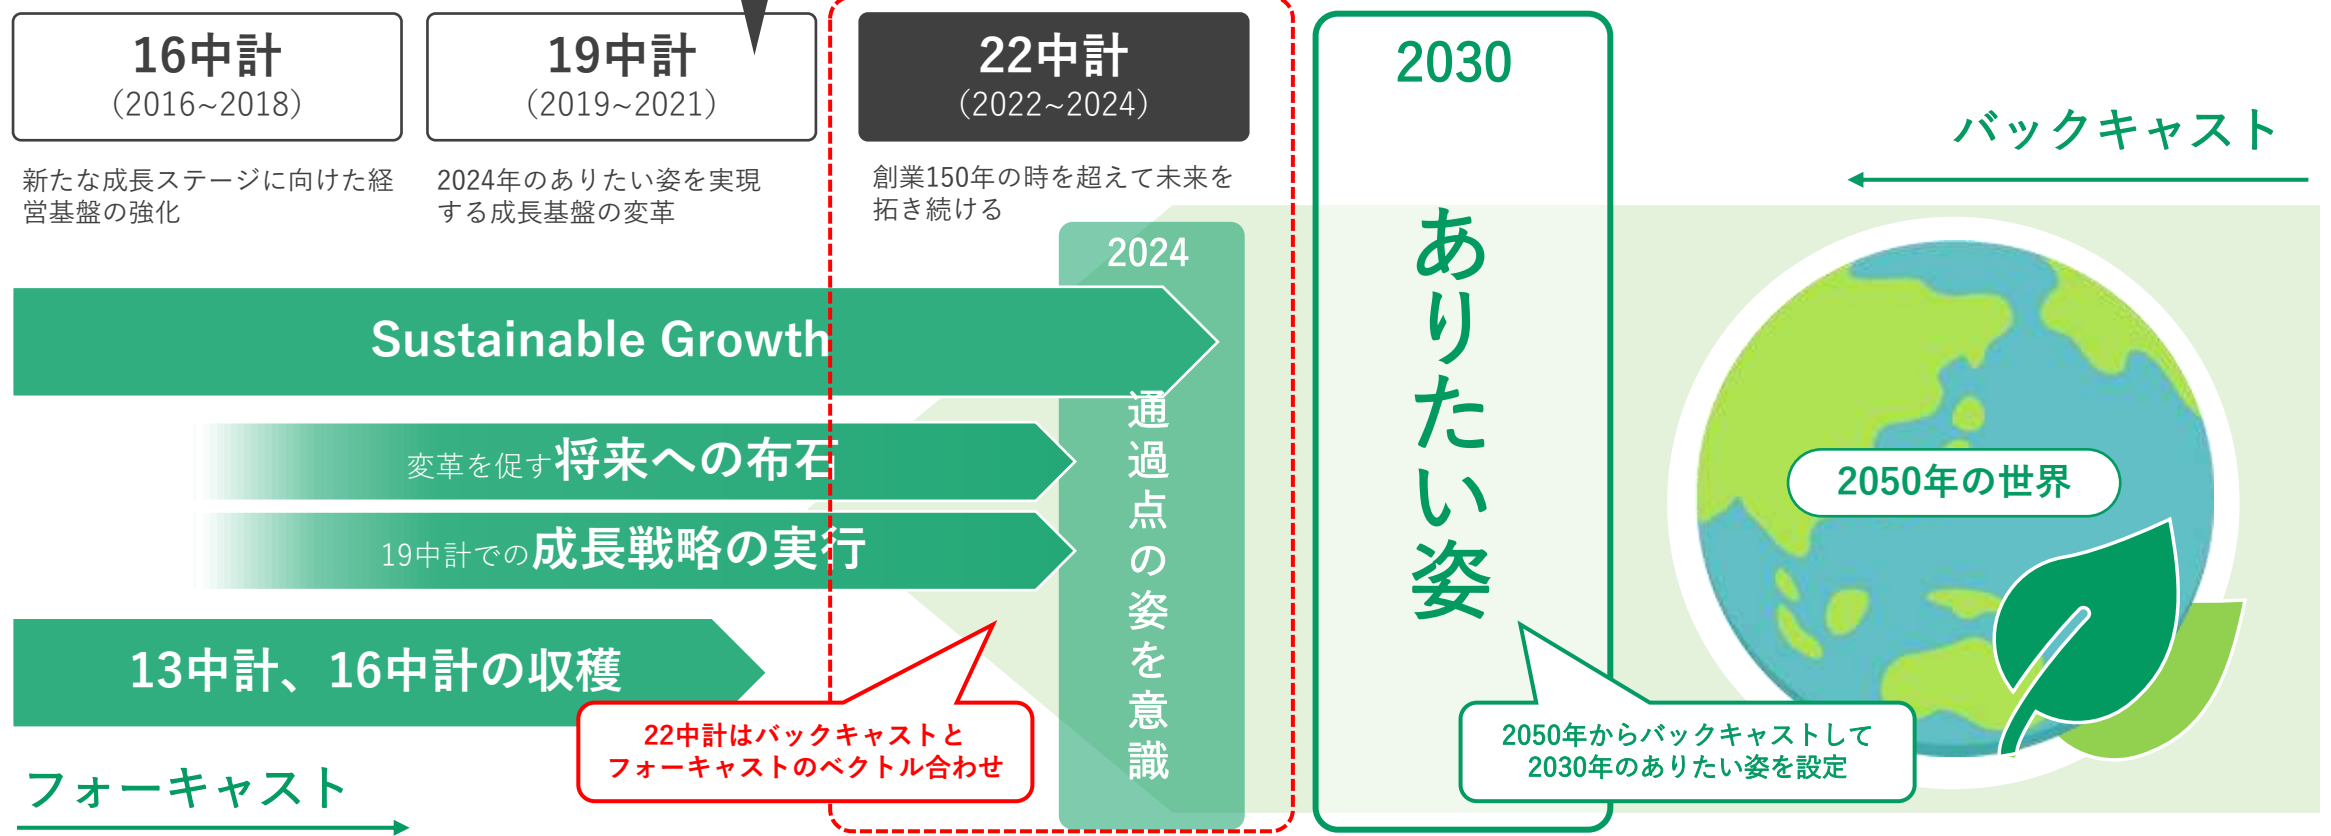 16中計
（2016~2018）
新たな成長ステージに向けた経
営基盤の強化
19中計
（2019~2021）
2024年のありたい姿を実現
する成長基盤の変革
22中計
（2022~2024）
創業150年の時を超えて未来を
拓き続ける
2030
ありたい姿
バックキャスト
2024
通過点の姿を意識
Sustainable Growth
変革を促す将来への布石
19中計での成長戦略の実行
13中計、16中計の収穫
2050年の世界
22中計はバックキャストと
フォーキャストのベクトル合わせ
2050年からバックキャストして
2030年のありたい姿を設定
フォーキャスト